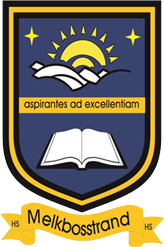 aspirantes ad excellentiam
HS Melkbosstrand HS